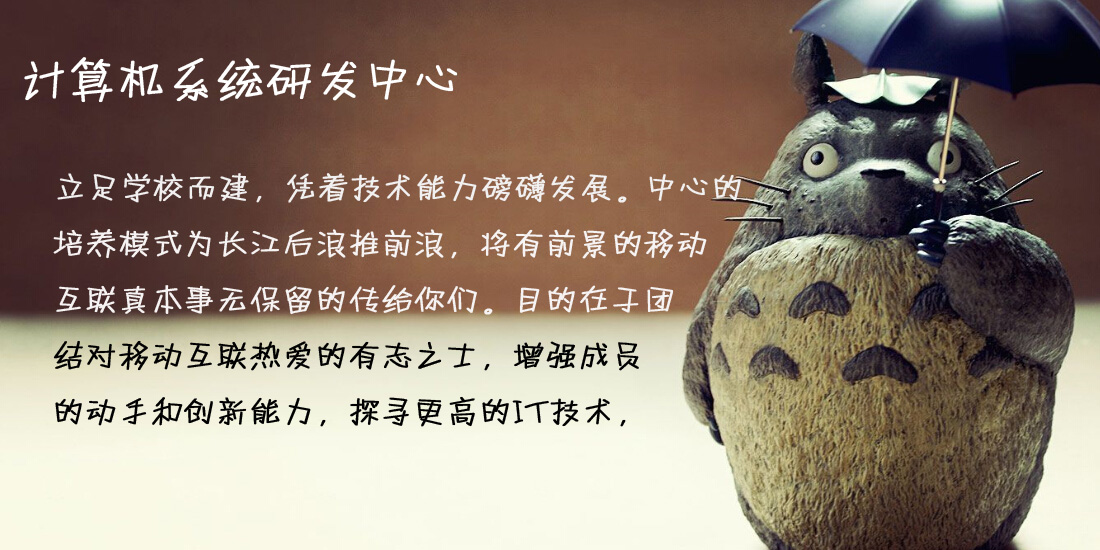 计算机系统研发中心
立足学校而建，凭着技术能力磅礴发展。中心的
培养模式为长江后浪推前浪，将有前景的移动
互联真本事无保留的传给你们。目的在于团
结对移动互联热爱的有志之士，增强成员
的动手和创新能力，探寻更高的IT技术，